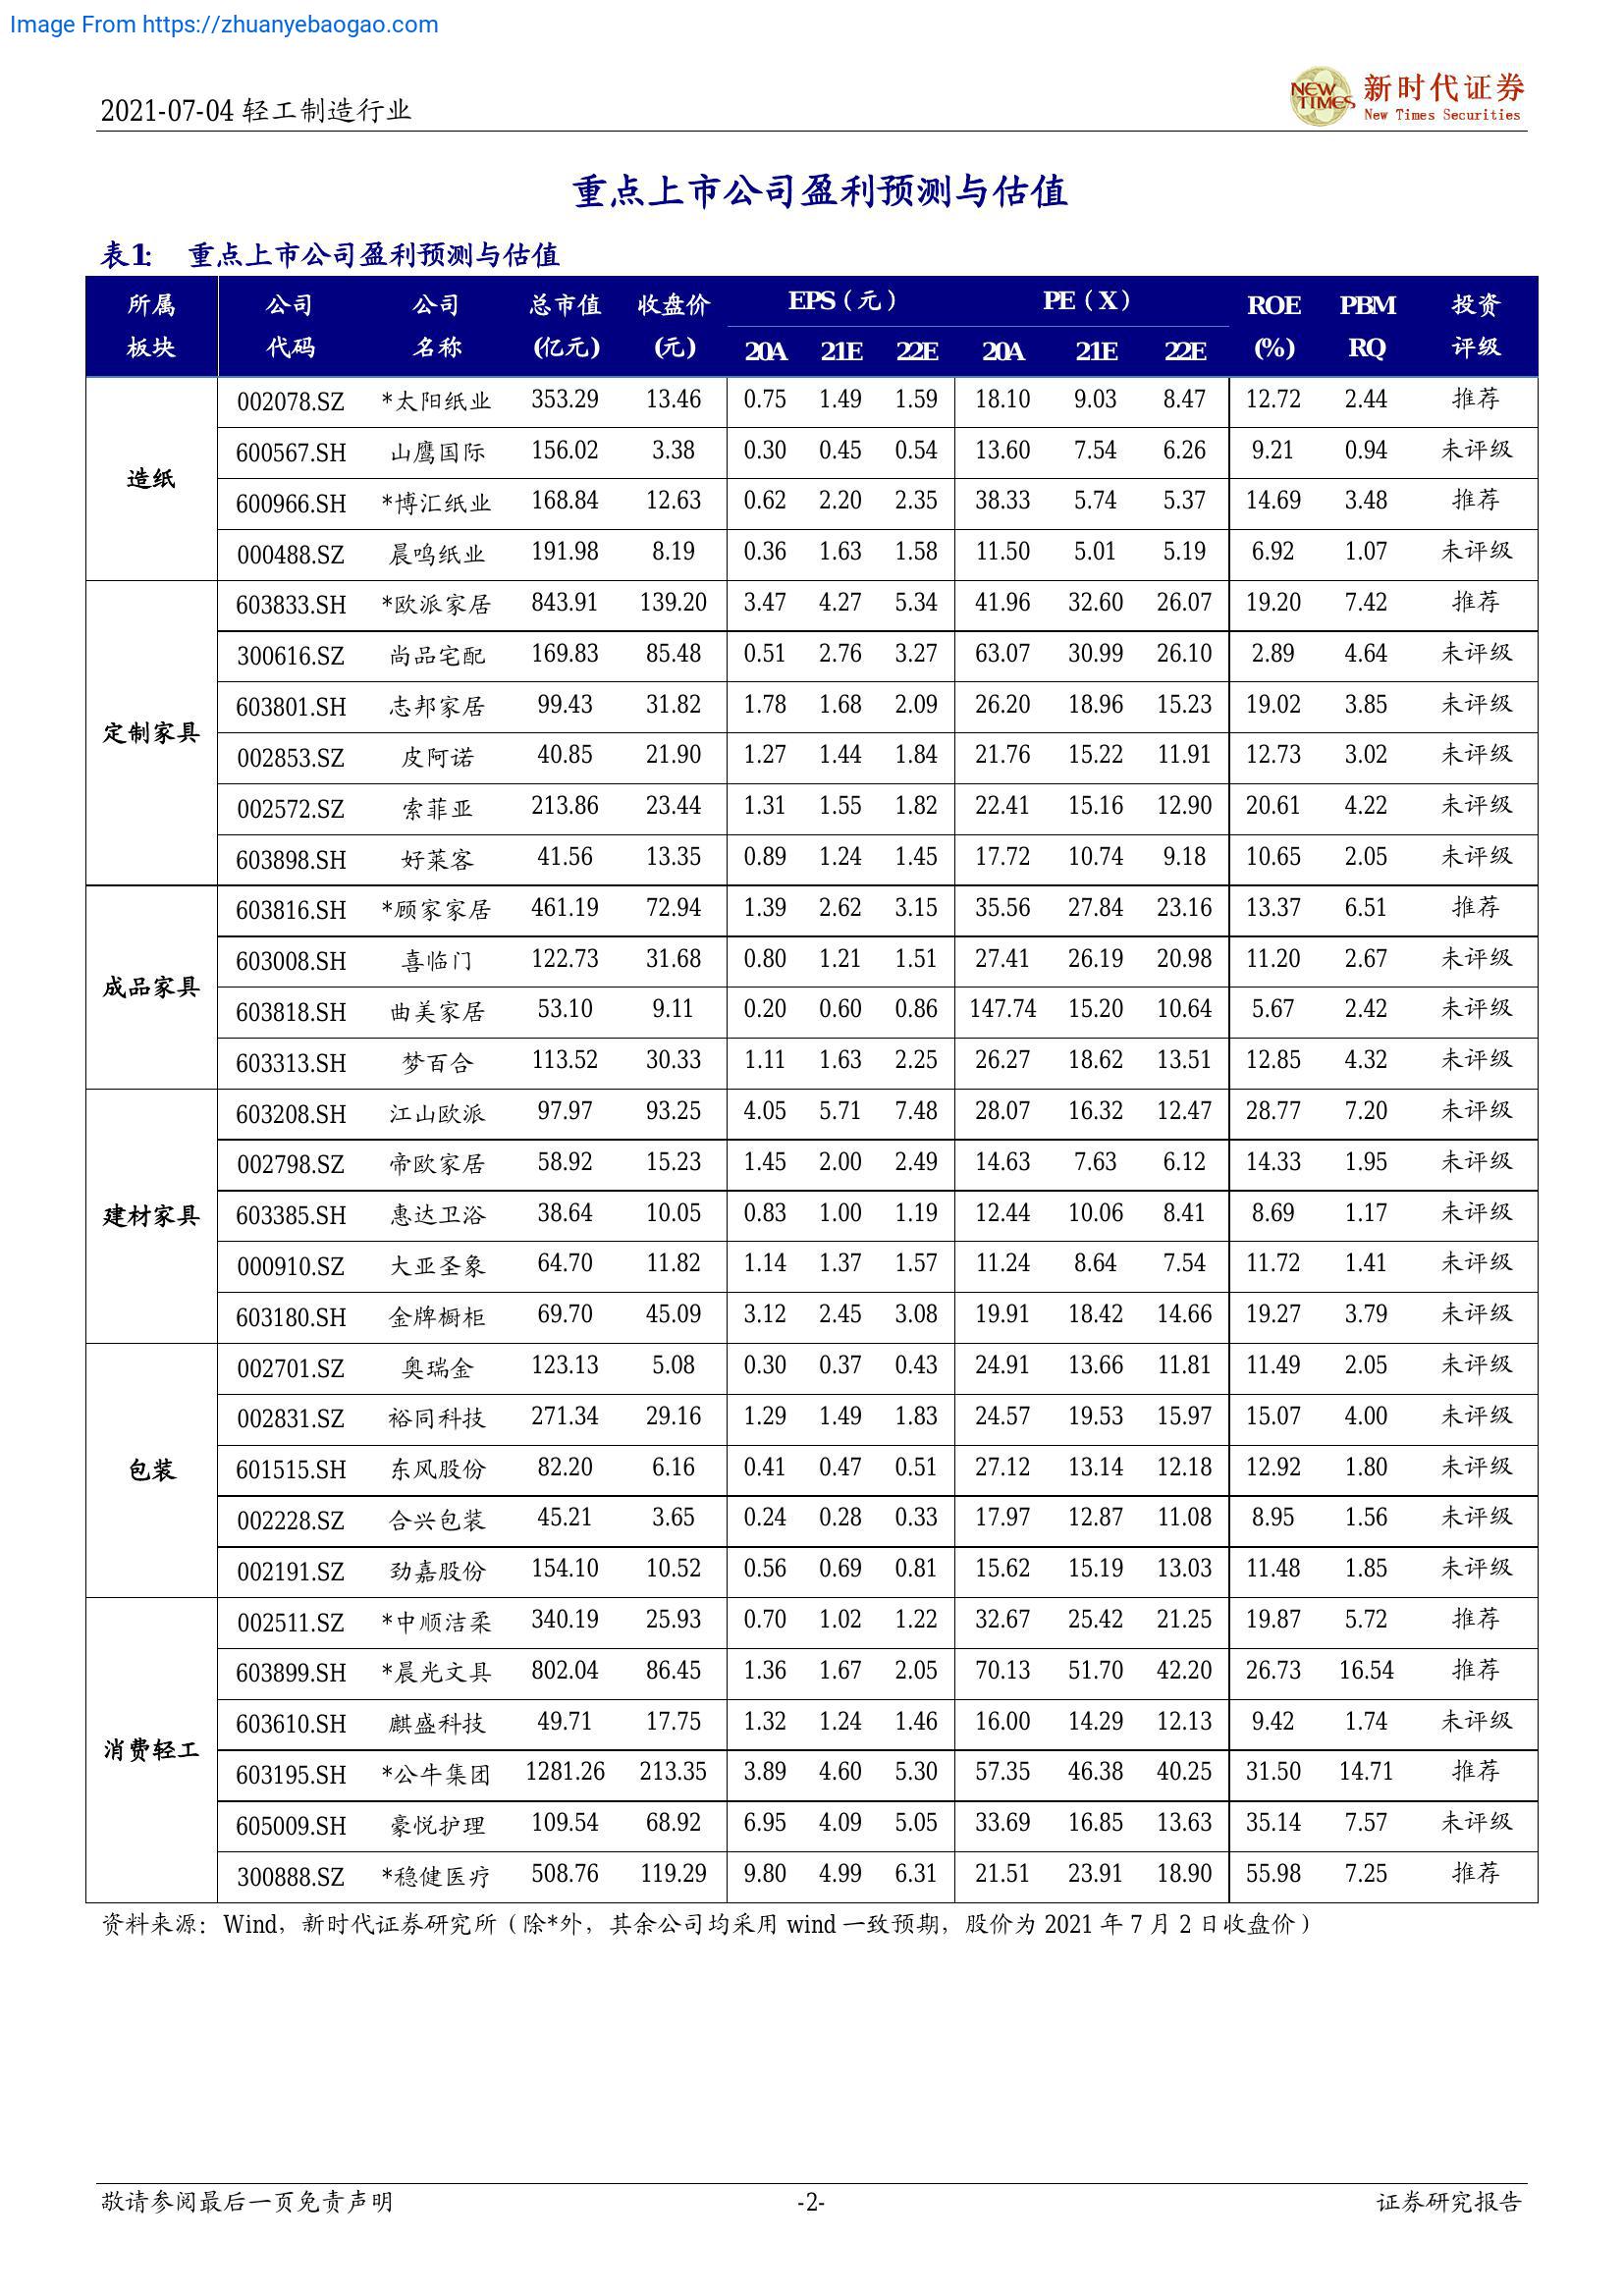 Image From https://zhuanyebaogao.com
2021-07-04 轻工制造行业
NEW TIMES 新时代证券
New Times Securities
重点上市公司盈利预测与估值
表1: 重点上市公司盈利预测与估值
所属板块 公司代码 公司名称 总市值(亿元) 收盘价(元) EPS（元） PE（X） ROE(%) PBMRQ 投资评级
20A 21E 22E 20A 21E 22E
造纸
002078.SZ *太阳纸业 353.29 13.46 0.75 1.49 1.59 18.10 9.03 8.47 12.72 2.44 推荐
600567.SH 山鹰国际 156.02 3.38 0.30 0.45 0.54 13.60 7.54 6.26 9.21 0.94 未评级
600966.SH *博汇纸业 168.84 12.63 0.62 2.20 2.35 38.33 5.74 5.37 14.69 3.48 推荐
000488.SZ 晨鸣纸业 191.98 8.19 0.36 1.63 1.58 11.50 5.01 5.19 6.92 1.07 未评级
定制家具
603833.SH *欧派家居 843.91 139.20 3.47 4.27 5.34 41.96 32.60 26.07 19.20 7.42 推荐
300616.SZ 尚品宅配 169.83 85.48 0.51 2.76 3.27 63.07 30.99 26.10 2.89 4.64 未评级
603801.SH 志邦家居 99.43 31.82 1.78 1.68 2.09 26.20 18.96 15.23 19.02 3.85 未评级
002853.SZ 皮阿诺 40.85 21.90 1.27 1.44 1.84 21.76 15.22 11.91 12.73 3.02 未评级
002572.SZ 索菲亚 213.86 23.44 1.31 1.55 1.82 22.41 15.16 12.90 20.61 4.22 未评级
603898.SH 好莱客 41.56 13.35 0.89 1.24 1.45 17.72 10.74 9.18 10.65 2.05 未评级
成品家具
603816.SH *顾家家居 461.19 72.94 1.39 2.62 3.15 35.56 27.84 23.16 13.37 6.51 推荐
603008.SH 喜临门 122.73 31.68 0.80 1.21 1.51 27.41 26.19 20.98 11.20 2.67 未评级
603818.SH 曲美家居 53.10 9.11 0.20 0.60 0.86 147.74 15.20 10.64 5.67 2.42 未评级
603313.SH 梦百合 113.52 30.33 1.11 1.63 2.25 26.27 18.62 13.51 12.85 4.32 未评级
建材家具
603208.SH 江山欧派 97.97 93.25 4.05 5.71 7.48 28.07 16.32 12.47 28.77 7.20 未评级
002798.SZ 帝欧家居 58.92 15.23 1.45 2.00 2.49 14.63 7.63 6.12 14.33 1.95 未评级
603385.SH 惠达卫浴 38.64 10.05 0.83 1.00 1.19 12.44 10.06 8.41 8.69 1.17 未评级
000910.SZ 大亚圣象 64.70 11.82 1.14 1.37 1.57 11.24 8.64 7.54 11.72 1.41 未评级
603180.SH 金牌橱柜 69.70 45.09 3.12 2.45 3.08 19.91 18.42 14.66 19.27 3.79 未评级
包装
002701.SZ 奥瑞金 123.13 5.08 0.30 0.37 0.43 24.91 13.66 11.81 11.49 2.05 未评级
002831.SZ 裕同科技 271.34 29.16 1.29 1.49 1.83 24.57 19.53 15.97 15.07 4.00 未评级
601515.SH 东风股份 82.20 6.16 0.41 0.47 0.51 27.12 13.14 12.18 12.92 1.80 未评级
002228.SZ 合兴包装 45.21 3.65 0.24 0.28 0.33 17.97 12.87 11.08 8.95 1.56 未评级
002191.SZ 劲嘉股份 154.10 10.52 0.56 0.69 0.81 15.62 15.19 13.03 11.48 1.85 未评级
消费轻工
002511.SZ *中顺洁柔 340.19 25.93 0.70 1.02 1.22 32.67 25.42 21.25 19.87 5.72 推荐
603899.SH *晨光文具 802.04 86.45 1.36 1.67 2.05 70.13 51.70 42.20 26.73 16.54 推荐
603610.SH 麒盛科技 49.71 17.75 1.32 1.24 1.46 16.00 14.29 12.13 9.42 1.74 未评级
603195.SH *公牛集团 1281.26 213.35 3.89 4.60 5.30 57.35 46.38 40.25 31.50 14.71 推荐
605009.SH 豪悦护理 109.54 68.92 6.95 4.09 5.05 33.69 16.85 13.63 35.14 7.57 未评级
300888.SZ *稳健医疗 508.76 119.29 9.80 4.99 6.31 21.51 23.91 18.90 55.98 7.25 推荐
资料来源：Wind，新时代证券研究所（除*外，其余公司均采用 wind 一致预期，股价为 2021 年 7 月 2 日收盘价）
敬请参阅最后一页免责声明 -2- 证券研究报告